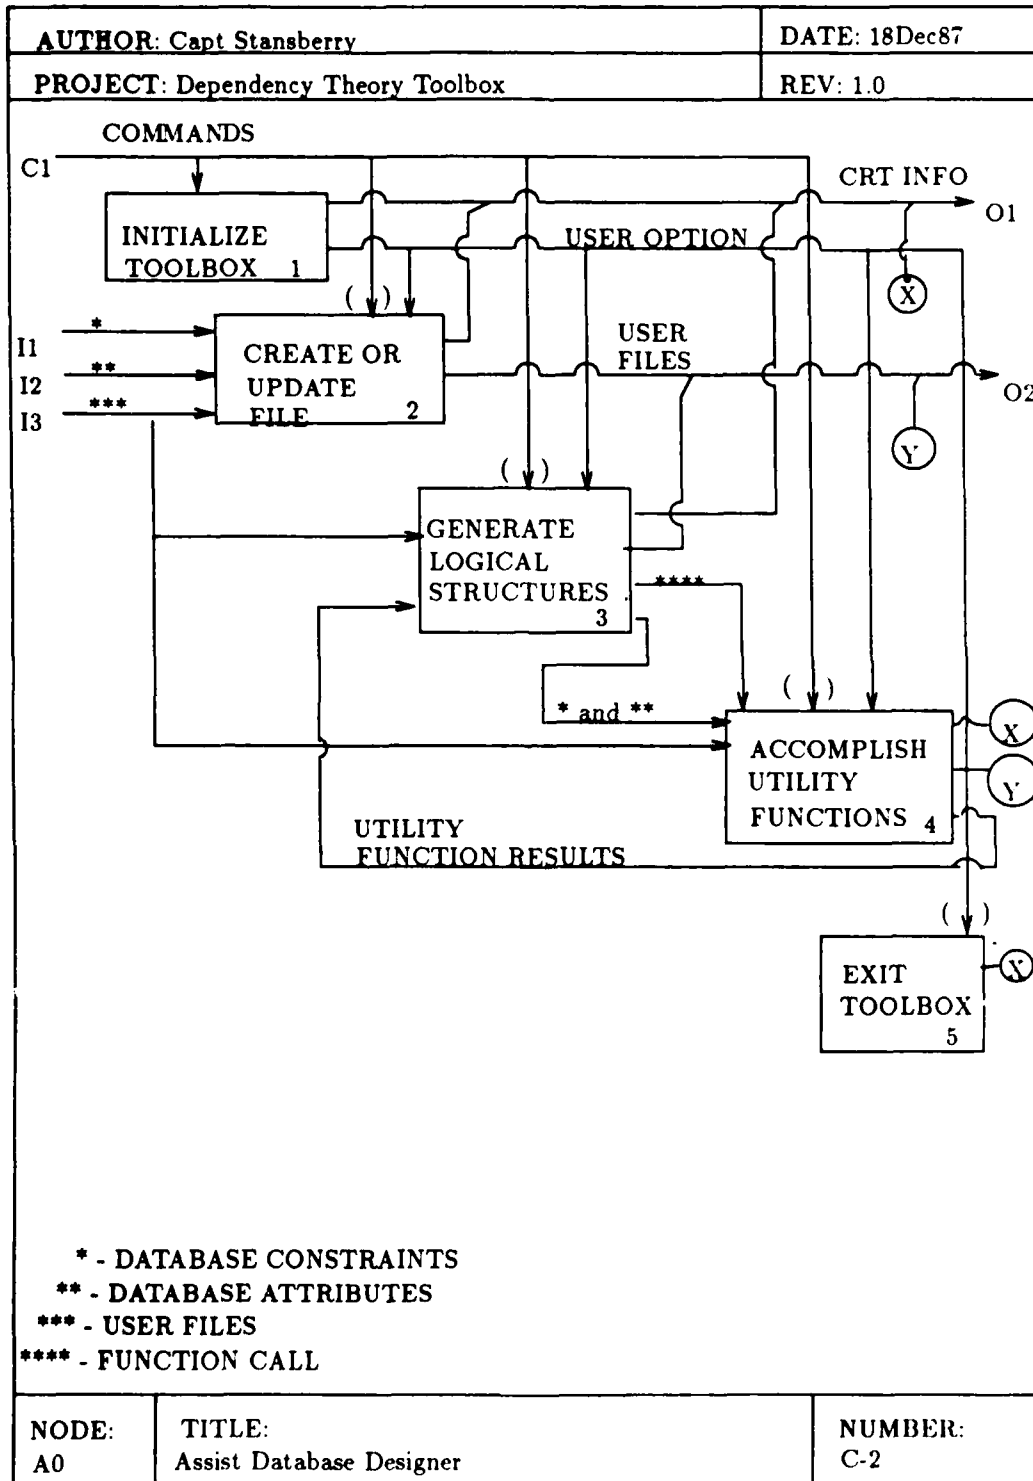 AUTHOR: Capt Stansberry
DATE: 18Dec87
PROJECT: Dependency Theory Toolbox
REV: 1.0
COMMANDS
C1
CRT INFO
O1
INITIALIZE
TOOLBOX 1
USER OPTION
X
( )
I1
*
I2
**
I3
***
CREATE OR
UPDATE
FILE 2
USER
FILES
O2
Y
( )
GENERATE
LOGICAL
STRUCTURES
3
****
( )
* and **
ACCOMPLISH
UTILITY
FUNCTIONS 4
X
Y
UTILITY
FUNCTION RESULTS
( )
EXIT
TOOLBOX
5
X
* - DATABASE CONSTRAINTS
** - DATABASE ATTRIBUTES
*** - USER FILES
**** - FUNCTION CALL
NODE:
A0
TITLE:
Assist Database Designer
NUMBER:
C-2